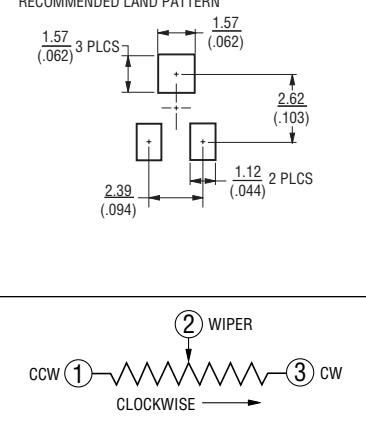 RECOMMENDED LAND PATTERN
1.57
(.062)
3 PLCS
1.57
(.062)
2.62
(.103)
1.12
(.044)
2 PLCS
2.39
(.094)
2 WIPER
CCW 1
3 CW
CLOCKWISE